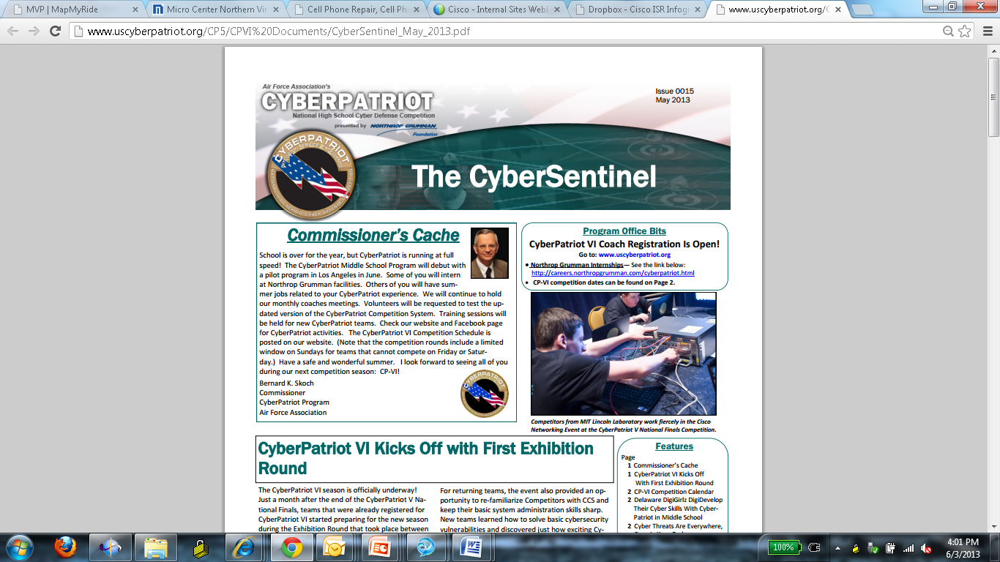 MVP | MapMyRide
Micro Center Northern Vir
Cell Phone Repair, Cell Ph
Cisco - Internal Sites WebE
Dropbox - Cisco ISR Infog
www.uscyberpatriot.org/C
www.uscyberpatriot.org/CP5/CPVI%20Documents/CyberSentinel_May_2013.pdf
Air Force Association's
CYBERPATRIOT
National High School Cyber Defense Competition
presented by NORTHROP GRUMMAN
Foundation
Issue 0015
May 2013
CYBERPATRIOT
NATIONAL HIGH SCHOOL CYBER DEFENSE
The CyberSentinel
Commissioner's Cache
School is over for the year, but CyberPatriot is running at full
speed! The CyberPatriot Middle School Program will debut with
a pilot program in Los Angeles in June. Some of you will intern
at Northrop Grumman facilities. Others of you will have sum-
mer jobs related to your CyberPatriot experience. We will continue to hold
our monthly coaches meetings. Volunteers will be requested to test the up-
dated version of the CyberPatriot Competition System. Training sessions will
be held for new CyberPatriot teams. Check our website and Facebook page
for CyberPatriot activities. The CyberPatriot VI Competition Schedule is
posted on our website. (Note that the competition rounds include a limited
window on Sundays for teams that cannot compete on Friday or Satur-
day.) Have a safe and wonderful summer. I look forward to seeing all of you
during our next competition season: CP-VI!
Bernard K. Skoch
Commissioner
CyberPatriot Program
Air Force Association
CYBERPATRIOT
Program Office Bits
CyberPatriot VI Coach Registration Is Open!
Go to: www.uscyberpatriot.org
• Northrop Grumman Internships— See the link below:
http://careers.northropgrumman.com/cyberpatriot.html
• CP-VI competition dates can be found on Page 2.
Competitors from MIT Lincoln Laboratory work fiercely in the Cisco
Networking Event at the CyberPatriot V National Finals Competition.
CyberPatriot VI Kicks Off with First Exhibition
Round
The CyberPatriot VI season is officially underway!
Just a month after the end of the CyberPatriot V Na-
tional Finals, teams that were already registered for
CyberPatriot VI started preparing for the new season
during the Exhibition Round that took place between
For returning teams, the event also provided an op-
portunity to re-familiarize Competitors with CCS and
keep their basic system administration skills sharp.
New teams learned how to solve basic cybersecurity
vulnerabilities and discovered just how exciting Cy-
Features
Page
1 Commissioner's Cache
1 CyberPatriot VI Kicks Off
With First Exhibition Round
2 CP-VI Competition Calendar
2 Delaware DigiGirlz DigiDevelop
Their Cyber Skills With Cyber-
Patriot in Middle School
2 Cyber Threats Are Everywhere,
100%
4:01 PM
6/3/2013